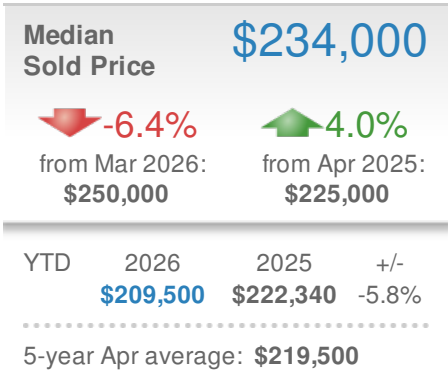 Median
Sold Price
$234,000
-6.4%
4.0%
from Mar 2026:
from Apr 2025:
$250,000
$225,000
YTD 2026 2025 +/-
$209,500 $222,340 -5.8%
5-year Apr average: $219,500